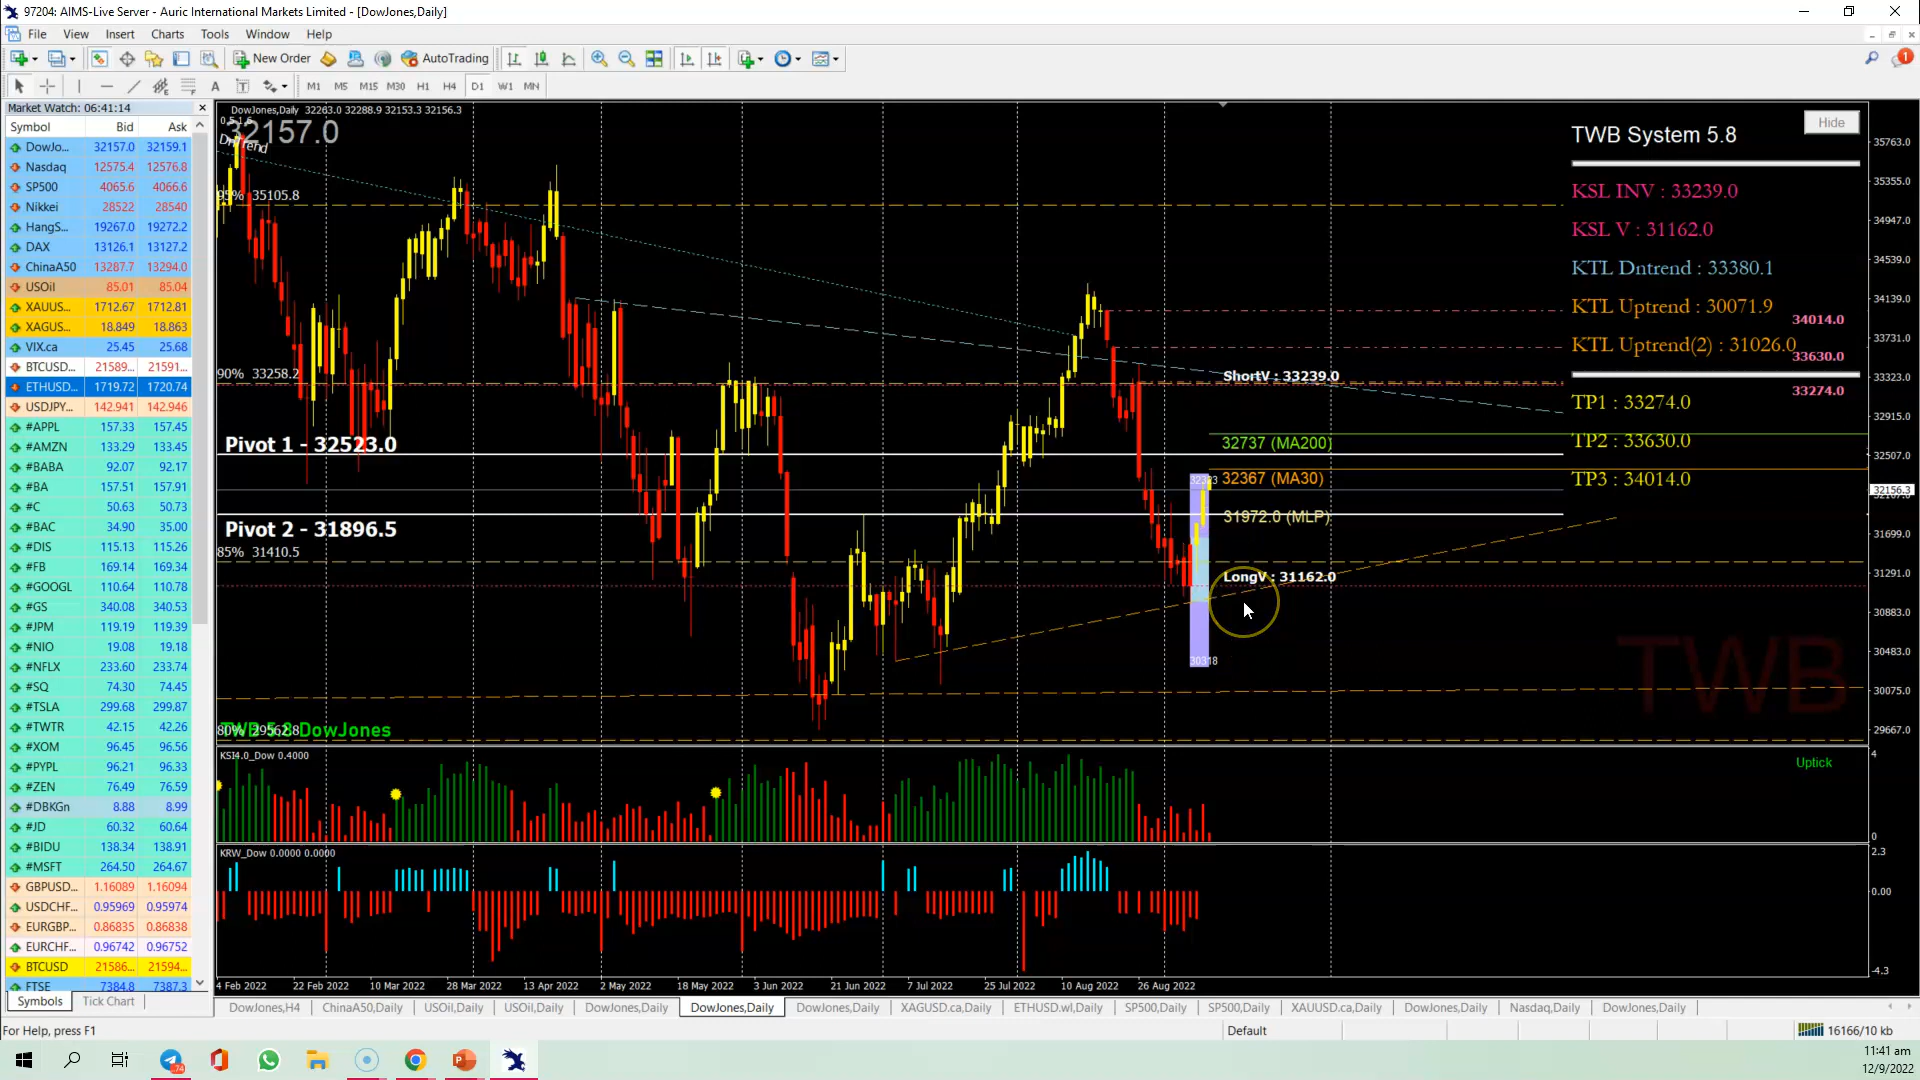 97204: AIMS-Live Server - Auric International Markets Limited - [DowJones,Daily]
File View Insert Charts Tools Window Help
New Order AutoTrading
M1 M5 M15 M30 H1 H4 D1 W1 MN
Market Watch: 06:41:14
Symbol Bid Ask
DowJo... 32157.0 32159.1
Nasdaq 12575.4 12576.8
SP500 4065.6 4066.6
Nikkei 28522 28540
HangS... 19267.0 19272.2
DAX 13126.1 13127.2
ChinaA50 13287.7 13294.0
USOil 85.01 85.04
XAUUS... 1712.67 1712.81
XAGUS... 18.849 18.863
VIX.ca 25.45 25.68
BTCUSD... 21589... 21591...
ETHUSD... 1719.72 1720.74
USDJPY... 142.941 142.946
#APPL 157.33 157.45
#AMZN 133.29 133.45
#BABA 92.07 92.17
#BA 157.51 157.91
#C 50.63 50.73
#BAC 34.90 35.00
#DIS 115.13 115.26
#FB 169.14 169.34
#GOOGL 110.64 110.78
#GS 340.08 340.53
#JPM 119.19 119.39
#NIO 19.08 19.18
#NFLX 233.60 233.74
#SQ 74.30 74.45
#TSLA 299.68 299.87
#TWTR 42.15 42.26
#XOM 96.45 96.56
#PYPL 96.21 96.33
#ZEN 76.49 76.59
#DBKGn 8.88 8.99
#JD 60.32 60.64
#BIDU 138.34 138.91
#MSFT 264.50 264.67
GBPUSD... 1.16089 1.16094
USDCHF... 0.95969 0.95974
EURGBP... 0.86835 0.86838
EURCHF... 0.96742 0.96752
BTCUSD 21586... 21594...
FTSE 7384.8 7387.3
Symbols Tick Chart
DowJones,Daily 32263.0 32288.9 32153.3 32156.3
32157.0
95% 35105.8
90% 33258.2
Pivot 1 - 32523.0
Pivot 2 - 31896.5
85% 31410.5
80% 29562.8
TWB 5.8 DowJones
ShortV : 33239.0
32737 (MA200)
32323
32367 (MA30)
31972.0 (MLP)
LongV : 31162.0
30318
TWB System 5.8
Hide
KSL INV : 33239.0
KSL V : 31162.0
KTL Dntrend : 33380.1
KTL Uptrend : 30071.9
34014.0
KTL Uptrend(2) : 31026.0
33630.0
33274.0
TP1 : 33274.0
TP2 : 33630.0
TP3 : 34014.0
TWB
35763.0
35355.0
34947.0
34539.0
34139.0
33731.0
33323.0
32915.0
32507.0
32156.3
31699.0
31291.0
30883.0
30483.0
30075.0
29667.0
KSI4.0_Dow 0.4000
Uptick
4
0
KRW_Dow 0.0000 0.0000
2.3
0.00
-4.3
4 Feb 2022 22 Feb 2022 10 Mar 2022 28 Mar 2022 13 Apr 2022 2 May 2022 18 May 2022 3 Jun 2022 21 Jun 2022 7 Jul 2022 25 Jul 2022 10 Aug 2022 26 Aug 2022
DowJones,H4 ChinaA50,Daily USOil,Daily USOil,Daily DowJones,Daily DowJones,Daily DowJones,Daily XAGUSD.ca,Daily ETHUSD.wl,Daily SP500,Daily SP500,Daily XAUUSD.ca,Daily DowJones,Daily Nasdaq,Daily DowJones,Daily
For Help, press F1
Default
16166/10 kb
11:41 am
12/9/2022